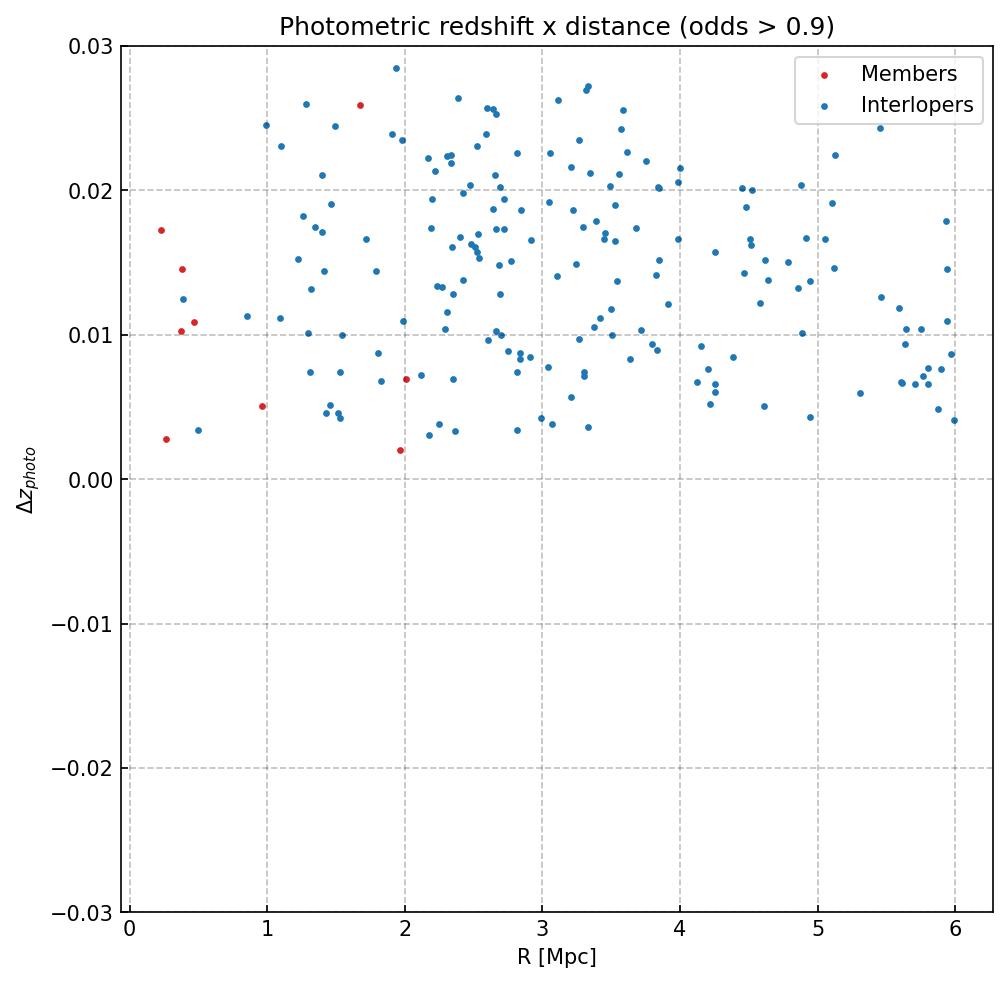 Photometric redshift x distance (odds > 0.9)
Members
Interlopers
0.03
0.02
0.01
0.00
−0.01
−0.02
−0.03
Δz_photo
0 1 2 3 4 5 6
R [Mpc]